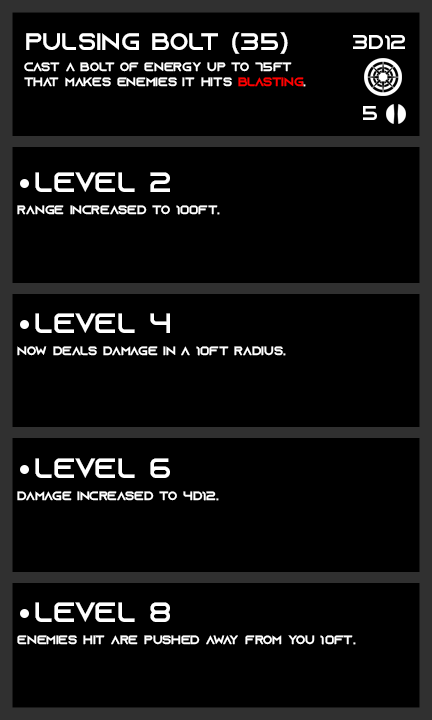 PULSING BOLT (35)
3D12
CAST A BOLT OF ENERGY UP TO 75FT
THAT MAKES ENEMIES IT HITS BLASTING.
5
•LEVEL 2
RANGE INCREASED TO 100FT.
•LEVEL 4
NOW DEALS DAMAGE IN A 10FT RADIUS.
•LEVEL 6
DAMAGE INCREASED TO 4D12.
•LEVEL 8
ENEMIES HIT ARE PUSHED AWAY FROM YOU 10FT.